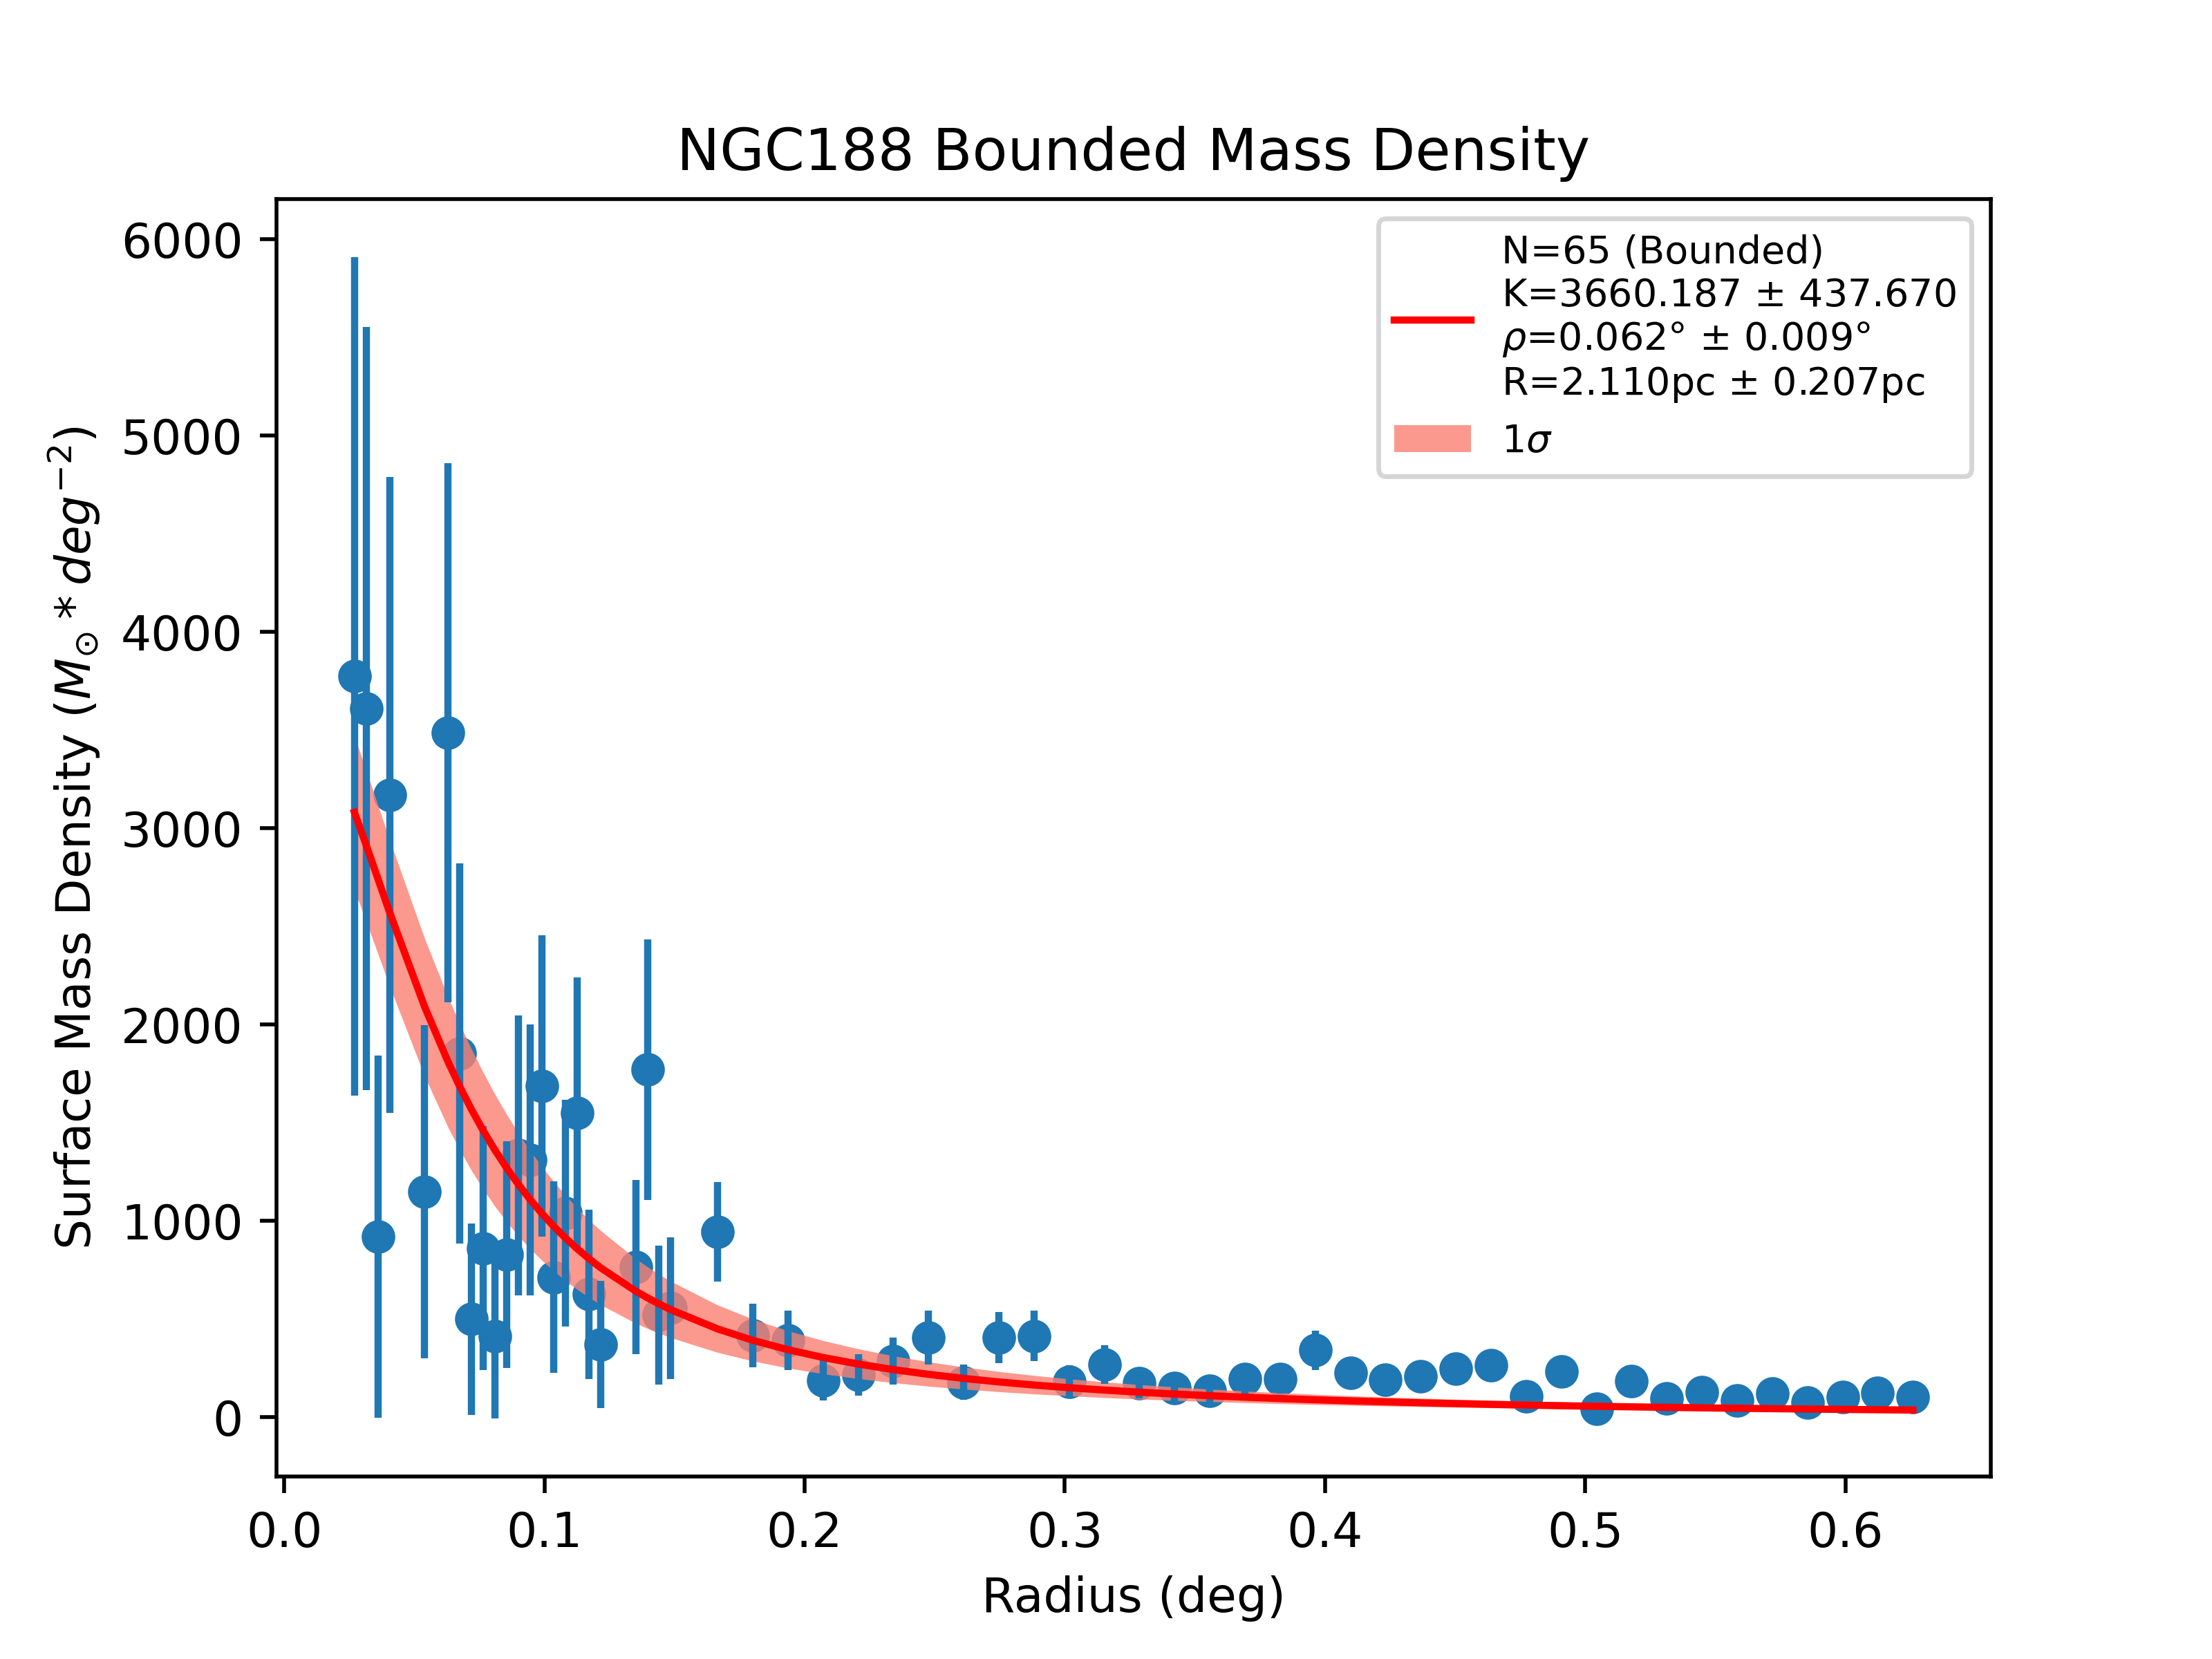 NGC188 Bounded Mass Density
N=65 (Bounded)
K=3660.187 ± 437.670
ρ=0.062° ± 0.009°
R=2.110pc ± 0.207pc
1σ
Surface Mass Density (M⊙ * deg⁻²)
6000
5000
4000
3000
2000
1000
0
0.0 0.1 0.2 0.3 0.4 0.5 0.6
Radius (deg)